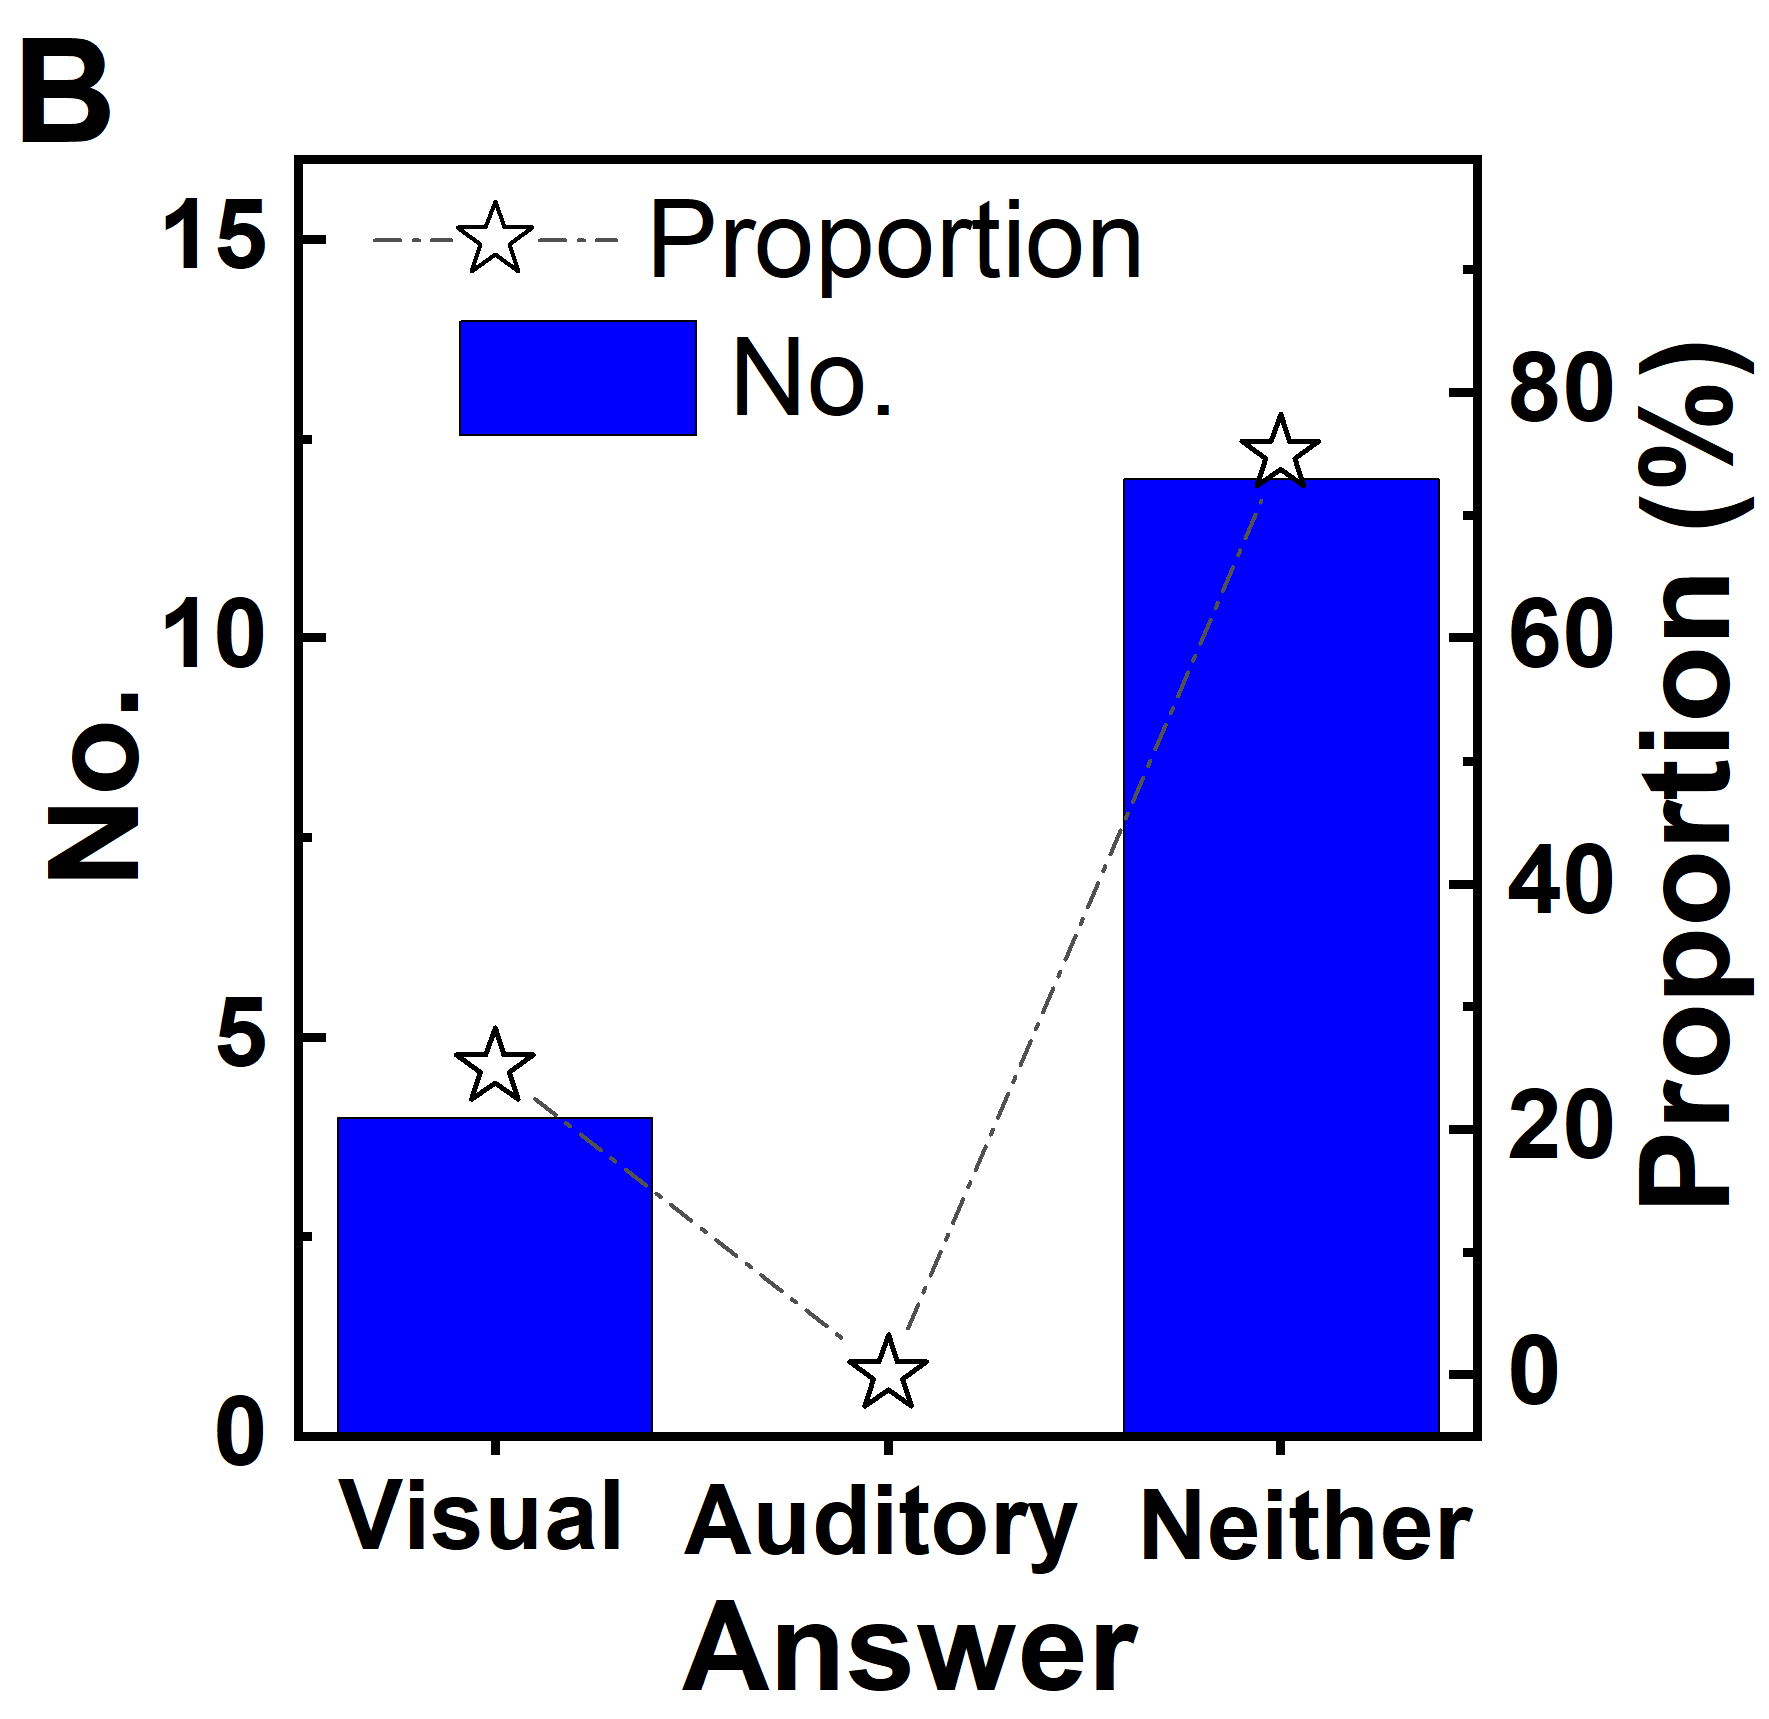 B
Proportion
No.
15
10
5
0
No.
80
60
40
20
0
Proportion (%)
Visual
Auditory
Neither
Answer